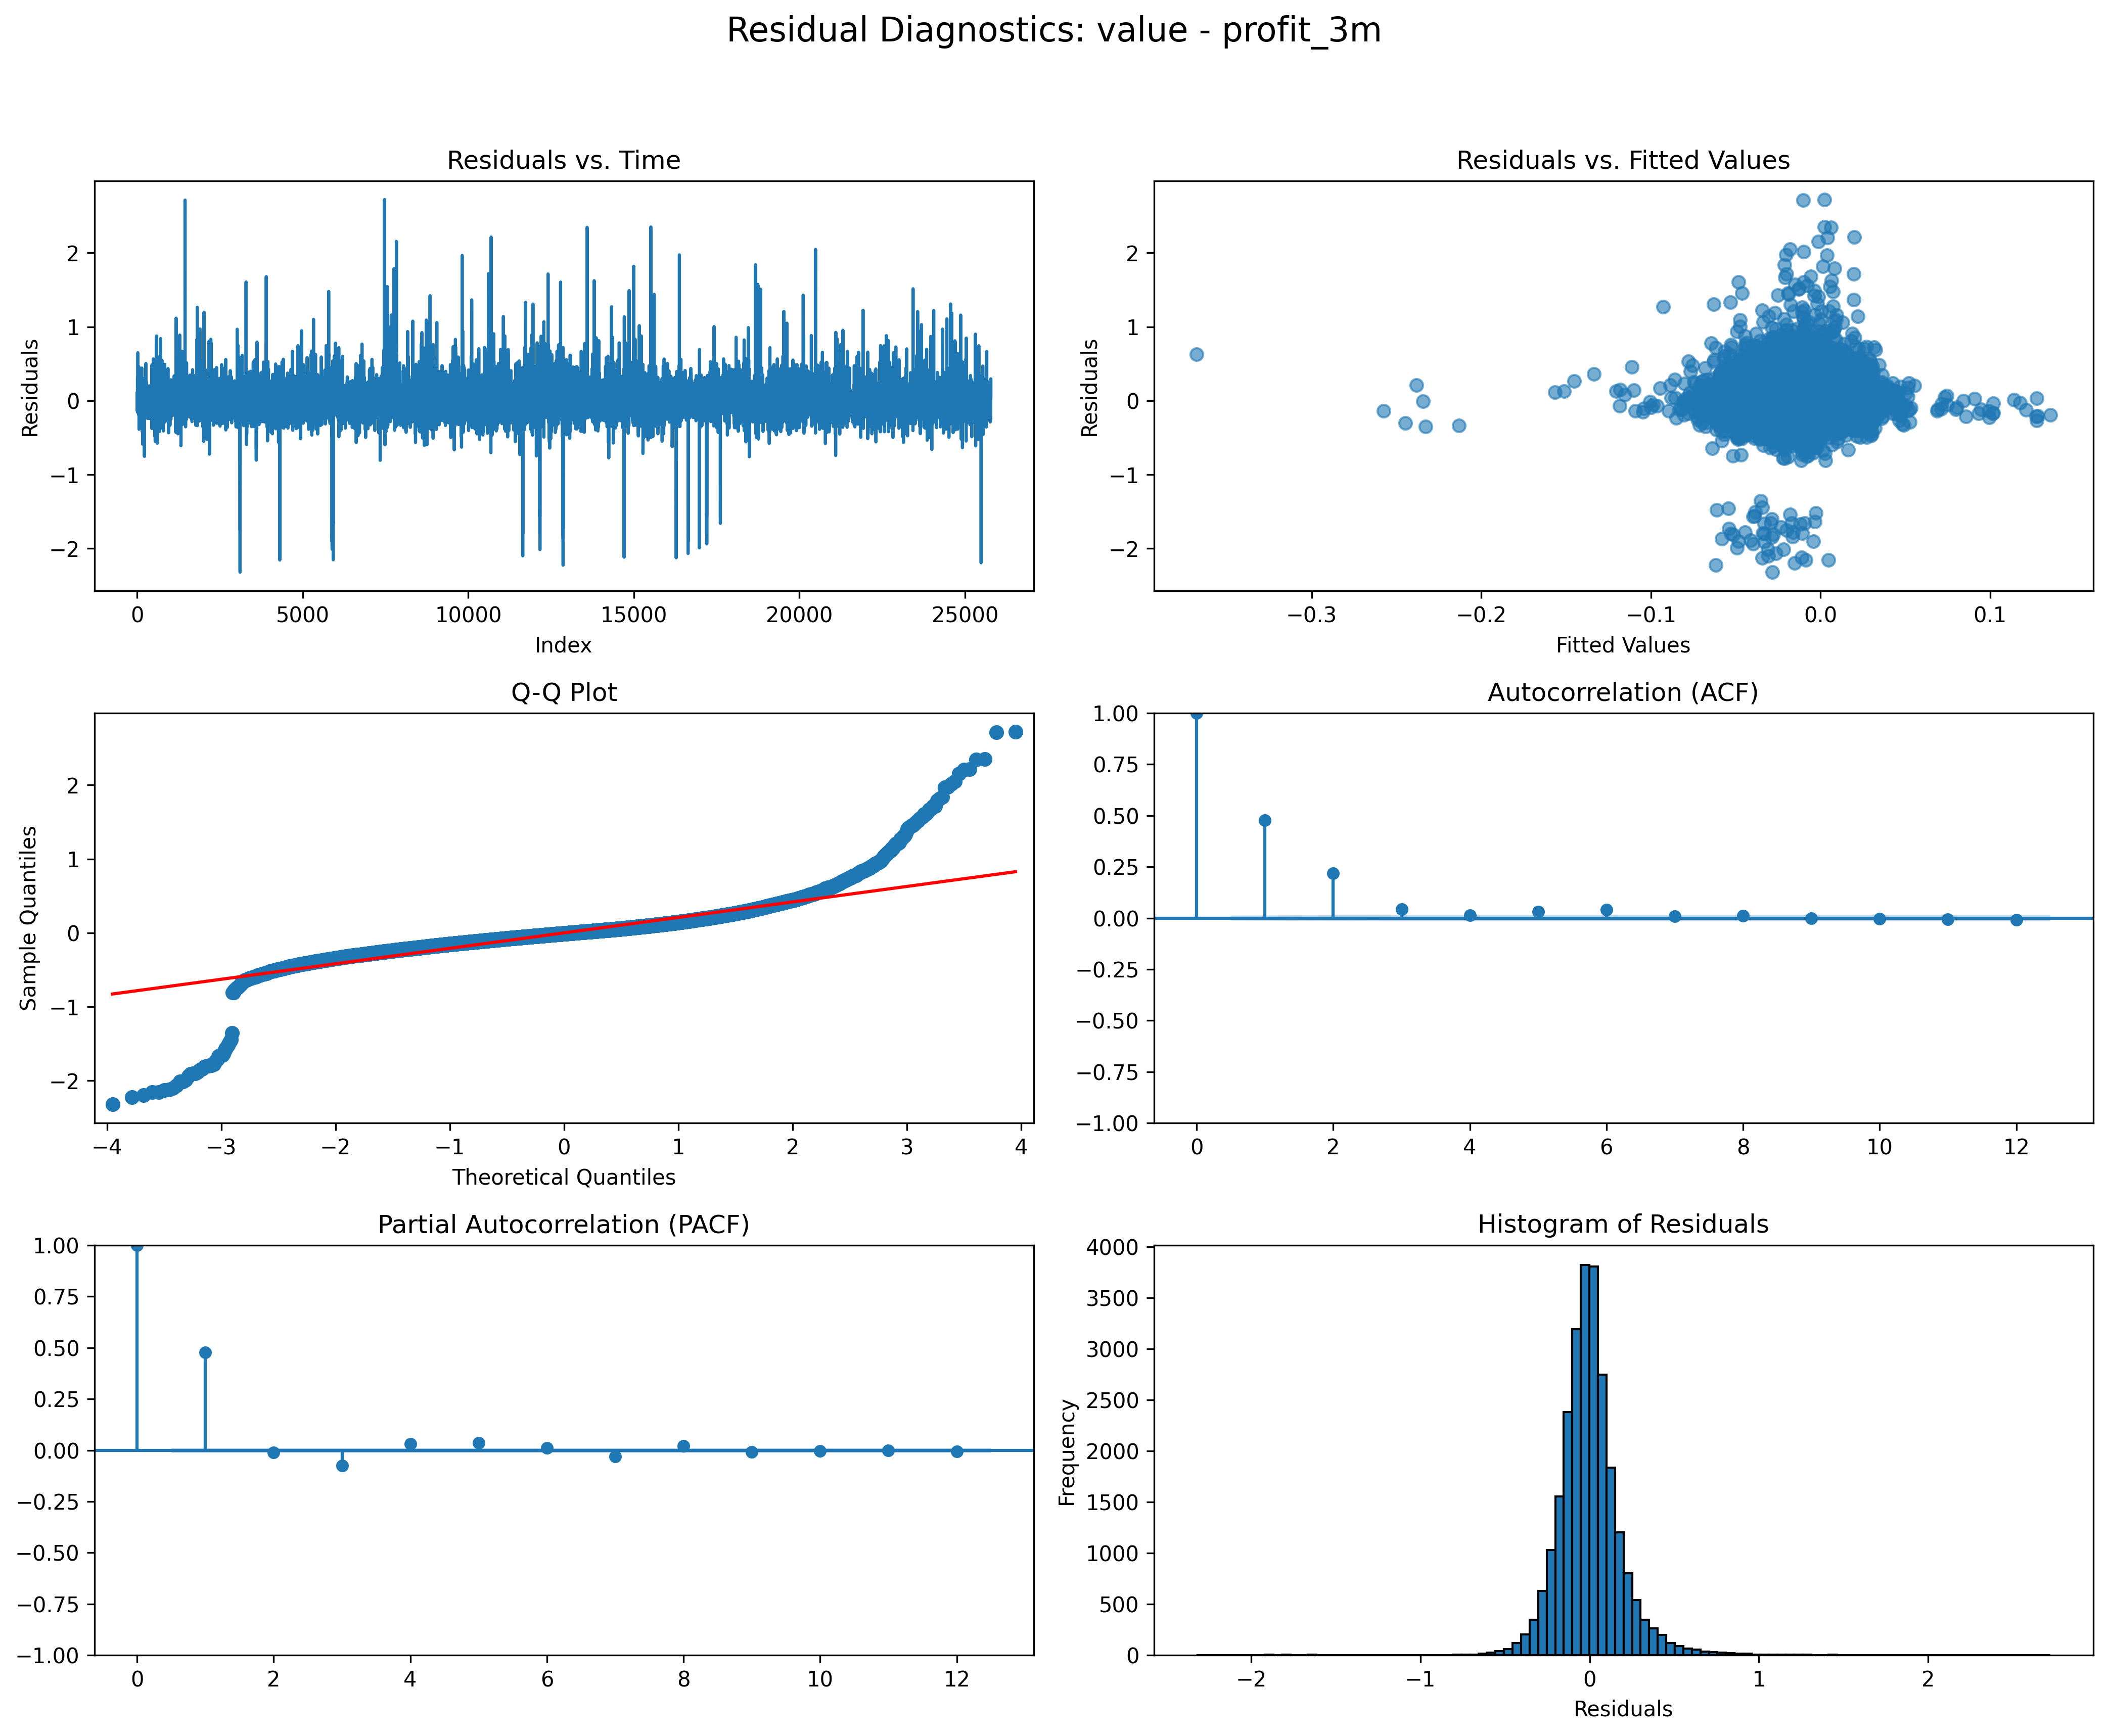 Residual Diagnostics: value - profit_3m
Residuals vs. Time
Residuals
2
1
0
−1
−2
0 5000 10000 15000 20000 25000
Index
Residuals vs. Fitted Values
Residuals
2
1
0
−1
−2
−0.3 −0.2 −0.1 0.0 0.1
Fitted Values
Q-Q Plot
Sample Quantiles
2
1
0
−1
−2
−4 −3 −2 −1 0 1 2 3 4
Theoretical Quantiles
Autocorrelation (ACF)
1.00
0.75
0.50
0.25
0.00
−0.25
−0.50
−0.75
−1.00
0 2 4 6 8 10 12
Partial Autocorrelation (PACF)
1.00
0.75
0.50
0.25
0.00
−0.25
−0.50
−0.75
−1.00
0 2 4 6 8 10 12
Histogram of Residuals
Frequency
4000
3500
3000
2500
2000
1500
1000
500
0
−2 −1 0 1 2
Residuals